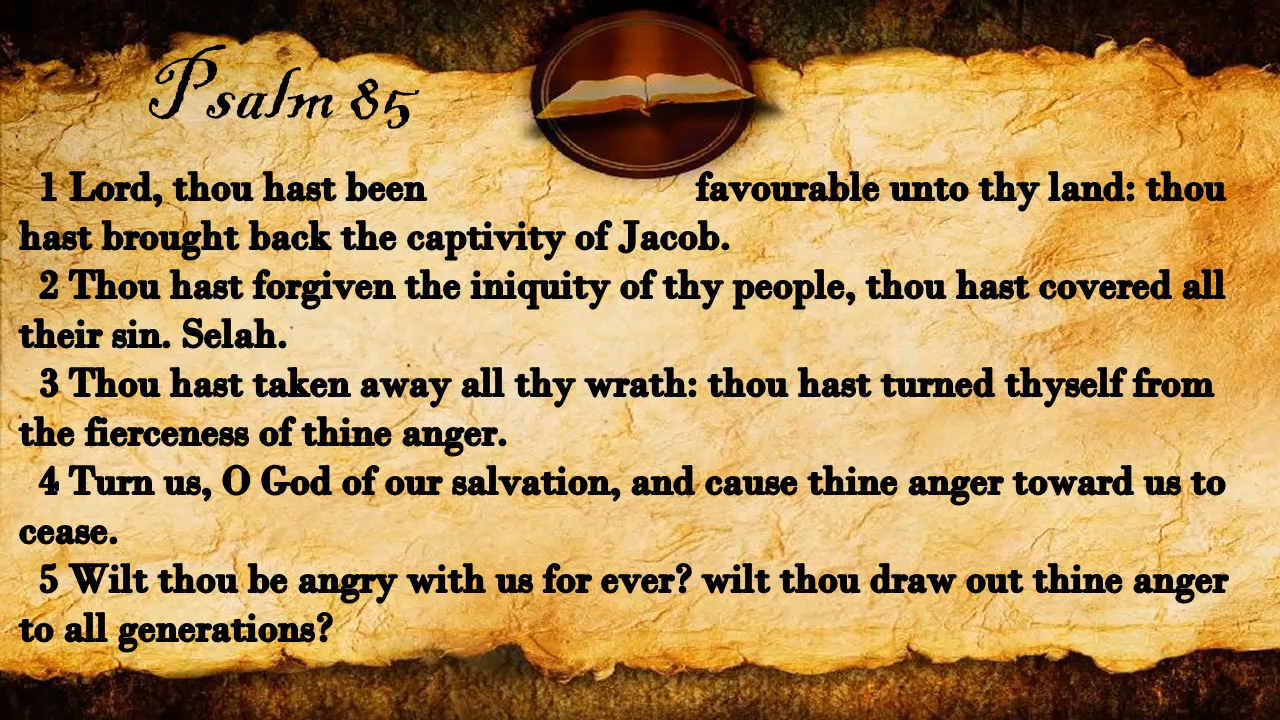 Psalm 85
1 Lord, thou hast been favourable unto thy land: thou
hast brought back the captivity of Jacob.
2 Thou hast forgiven the iniquity of thy people, thou hast covered all
their sin. Selah.
3 Thou hast taken away all thy wrath: thou hast turned thyself from
the fierceness of thine anger.
4 Turn us, O God of our salvation, and cause thine anger toward us to
cease.
5 Wilt thou be angry with us for ever? wilt thou draw out thine anger
to all generations?